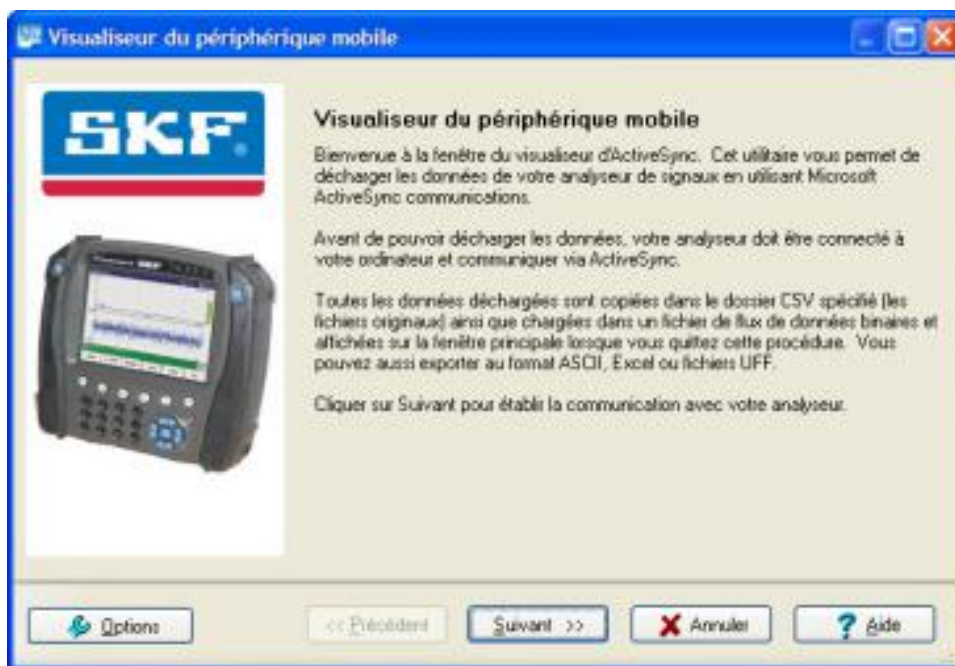 Visualiseur du périphérique mobile
SKF
Visualiseur du périphérique mobile
Bienvenue à la fenêtre du visualiseur d'ActiveSync. Cet utilitaire vous permet de
décharger les données de votre analyseur de signaux en utilisant Microsoft
ActiveSync communications.
Avant de pouvoir décharger les données, votre analyseur doit être connecté à
votre ordinateur et communiquer via ActiveSync.
Toutes les données déchargées sont copiées dans le dossier CSV spécifié (les
fichiers originaux) ainsi que chargées dans un fichier de flux de données binaires et
affichées sur la fenêtre principale lorsque vous quittez cette procédure. Vous
pouvez aussi exporter au format ASCII, Excel ou fichiers UFF.
Cliquer sur Suivant pour établir la communication avec votre analyseur.
Options
<< Précédent
Suivant >>
Annuler
Aide